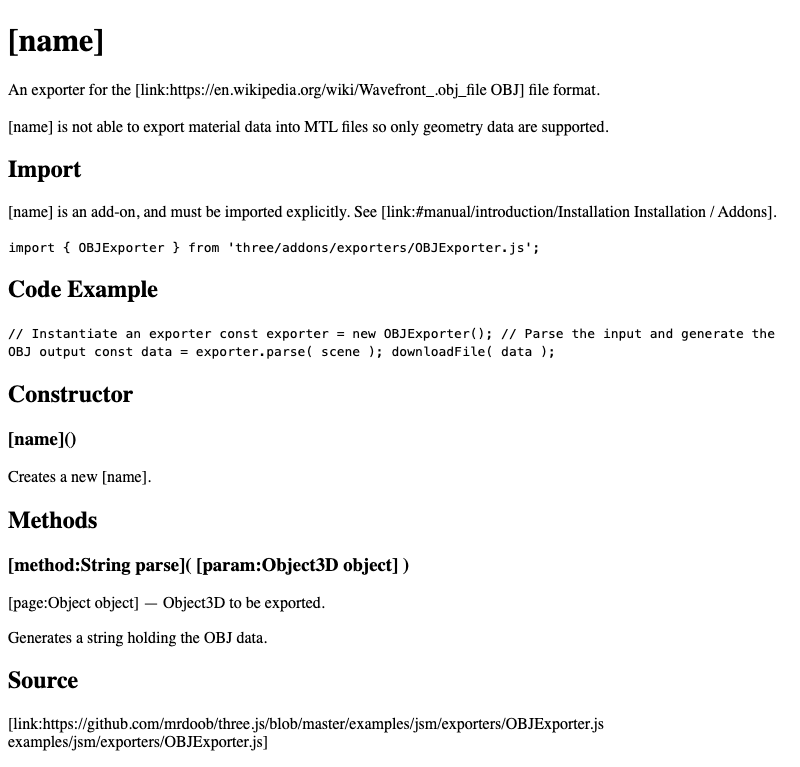 [name]
An exporter for the [link:https://en.wikipedia.org/wiki/Wavefront_.obj_file OBJ] file format.
[name] is not able to export material data into MTL files so only geometry data are supported.
Import
[name] is an add-on, and must be imported explicitly. See [link:#manual/introduction/Installation Installation / Addons].
import { OBJExporter } from 'three/addons/exporters/OBJExporter.js';
Code Example
// Instantiate an exporter const exporter = new OBJExporter(); // Parse the input and generate the
OBJ output const data = exporter.parse( scene ); downloadFile( data );
Constructor
[name]()
Creates a new [name].
Methods
[method:String parse]( [param:Object3D object] )
[page:Object object] — Object3D to be exported.
Generates a string holding the OBJ data.
Source
[link:https://github.com/mrdoob/three.js/blob/master/examples/jsm/exporters/OBJExporter.js
examples/jsm/exporters/OBJExporter.js]